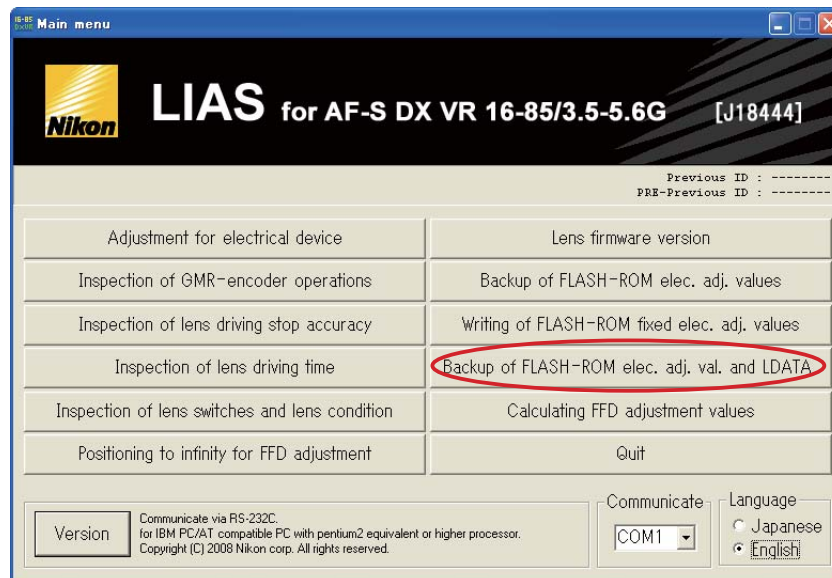 16-85
DXVR Main menu
Nikon
LIAS for AF-S DX VR 16-85/3.5-5.6G [J18444]
Previous ID : --------
PRE-Previous ID : --------
Adjustment for electrical device
Lens firmware version
Inspection of GMR-encoder operations
Backup of FLASH-ROM elec. adj. values
Inspection of lens driving stop accuracy
Writing of FLASH-ROM fixed elec. adj. values
Inspection of lens driving time
Backup of FLASH-ROM elec. adj. val. and LDATA
Inspection of lens switches and lens condition
Calculating FFD adjustment values
Positioning to infinity for FFD adjustment
Quit
Version
Communicate via RS-232C.
for IBM PC/AT compatible PC with pentium2 equivalent or higher processor.
Copyright (C) 2008 Nikon corp. All rights reserved.
Communicate
COM1
Language
Japanese
English